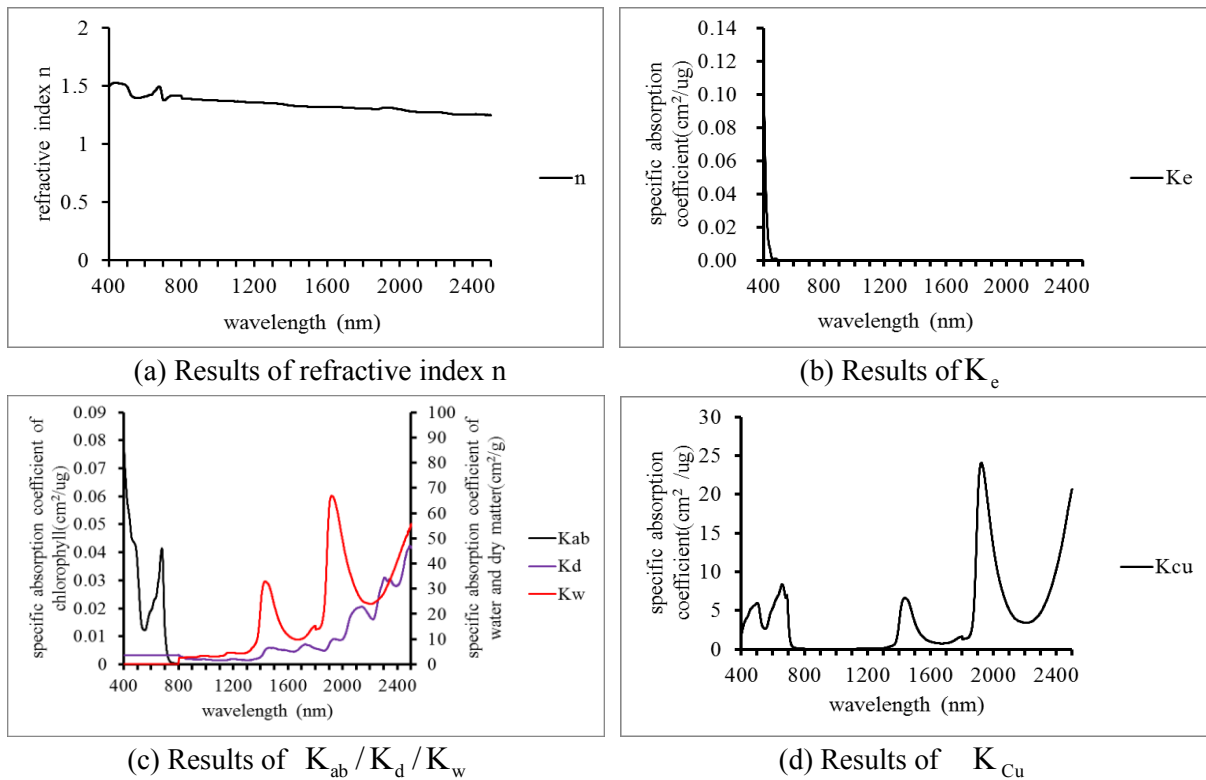 2
1.5
1
0.5
0
refractive index n
400 800 1200 1600 2000 2400
wavelength (nm)
n
(a) Results of refractive index n
0.14
0.12
0.10
0.08
0.06
0.04
0.02
0.00
specific absorption
coefficient(cm²/ug)
400 800 1200 1600 2000 2400
wavelength (nm)
Ke
(b) Results of Ke
0.09
0.08
0.07
0.06
0.05
0.04
0.03
0.02
0.01
0
specific absorption coefficient of
chlorophyll(cm²/ug)
100
90
80
70
60
50
40
30
20
10
0
specific absorption coefficient of
water and dry matter(cm²/g)
400 800 1200 1600 2000 2400
wavelength (nm)
Kab
Kd
Kw
(c) Results of Kab/Kd/Kw
30
25
20
15
10
5
0
specific absorption
coefficient(cm² /ug)
400 800 1200 1600 2000 2400
wavelength (nm)
Kcu
(d) Results of KCu